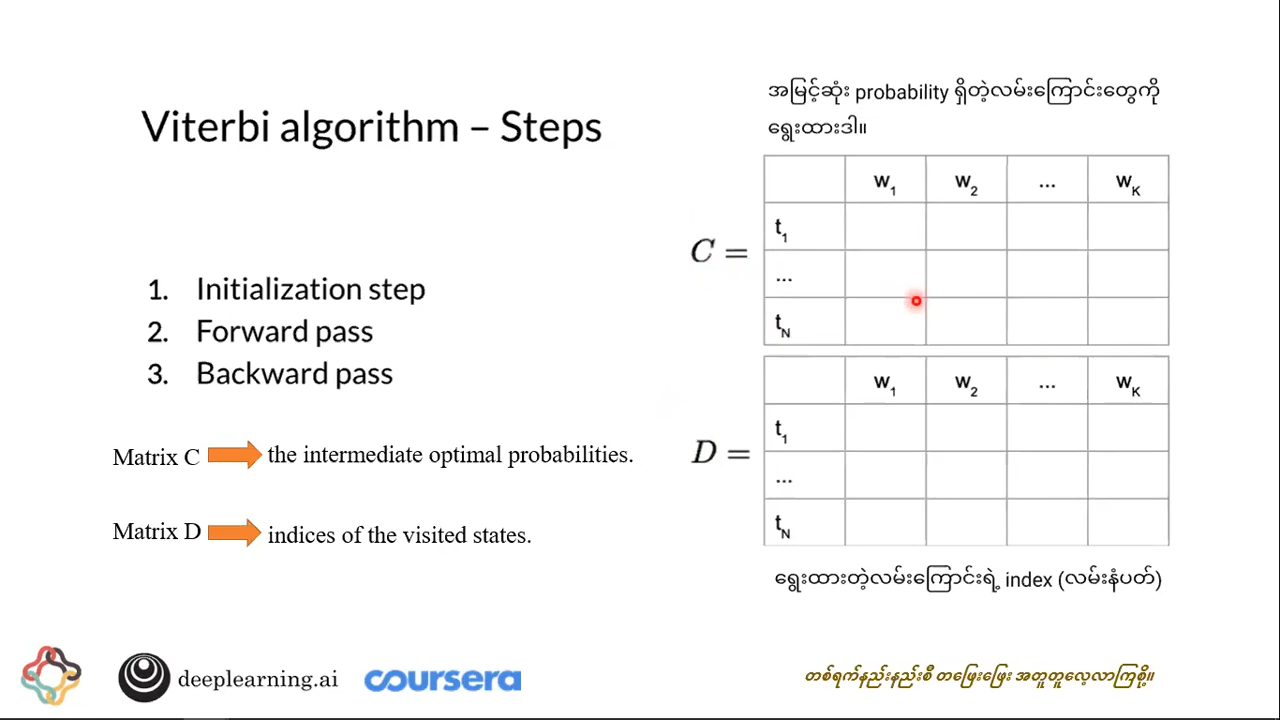 Viterbi algorithm – Steps
1. Initialization step
2. Forward pass
3. Backward pass
Matrix C the intermediate optimal probabilities.
Matrix D indices of the visited states.
အမြင့်ဆုံး probability ရှိတဲ့လမ်းကြောင်းတွေကို
ရွေးထားဒါ။
C =
w1 w2 ... wK
t1
...
tN
D =
w1 w2 ... wK
t1
...
tN
ရွေးထားတဲ့လမ်းကြောင်းရဲ့ index (လမ်းနံပတ်)
deeplearning.ai coursera
တစ်ရက်နည်းနည်းစီ တဖြေးဖြေး အတူတူလေ့လာကြစို့။